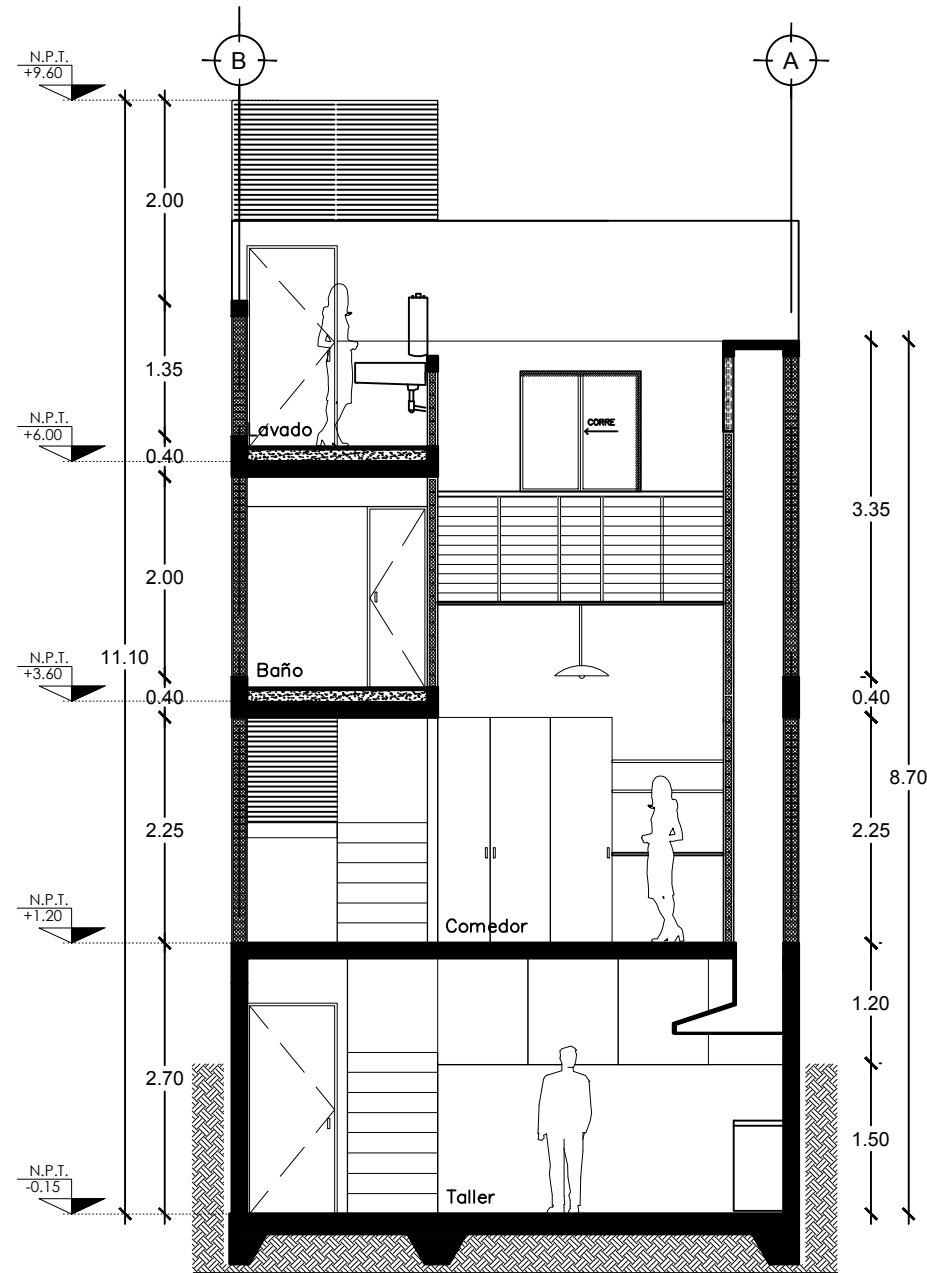 B
A
N.P.T.
+9.60
2.00
1.35
Lavado
CORRE
N.P.T.
+6.00
0.40
3.35
2.00
11.10
N.P.T.
+3.60
Baño
0.40
0.40
8.70
2.25
2.25
N.P.T.
+1.20
Comedor
1.20
2.70
1.50
N.P.T.
-0.15
Taller